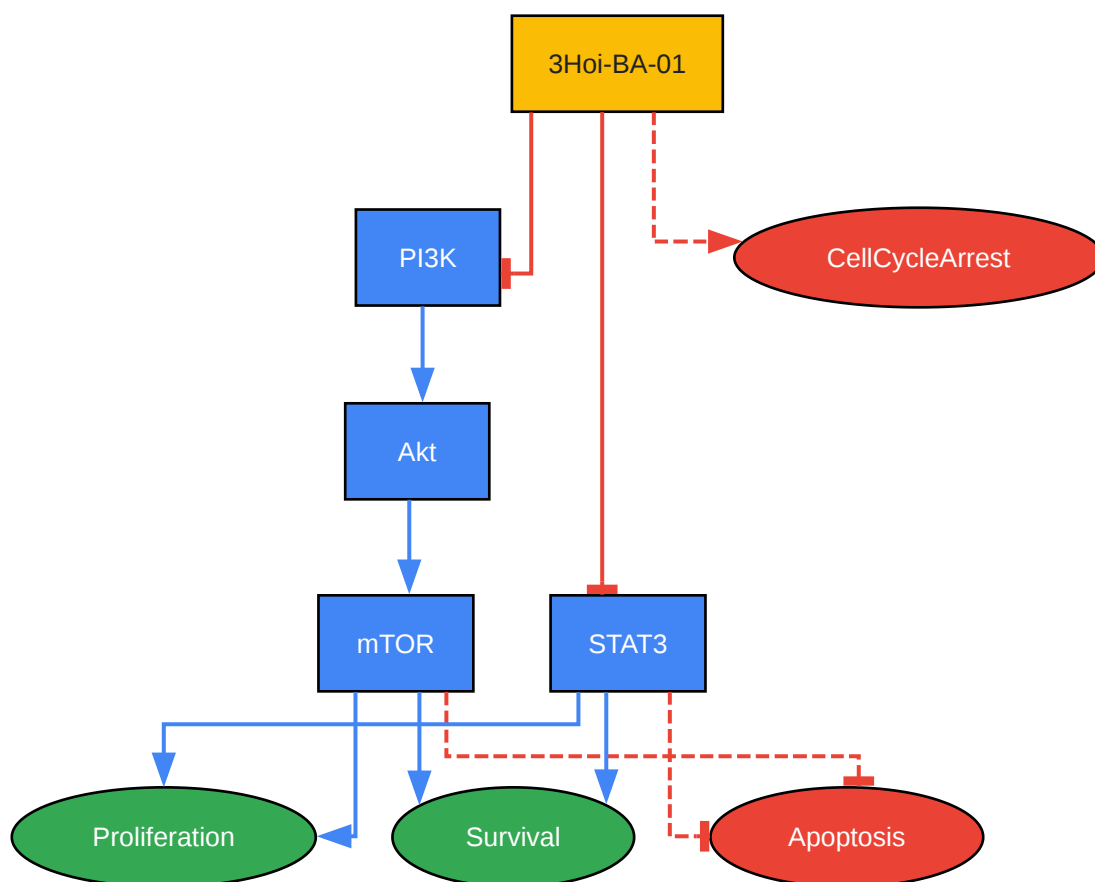 3Hoi-BA-01
PI3K
CellCycleArrest
Akt
mTOR
STAT3
Proliferation
Survival
Apoptosis